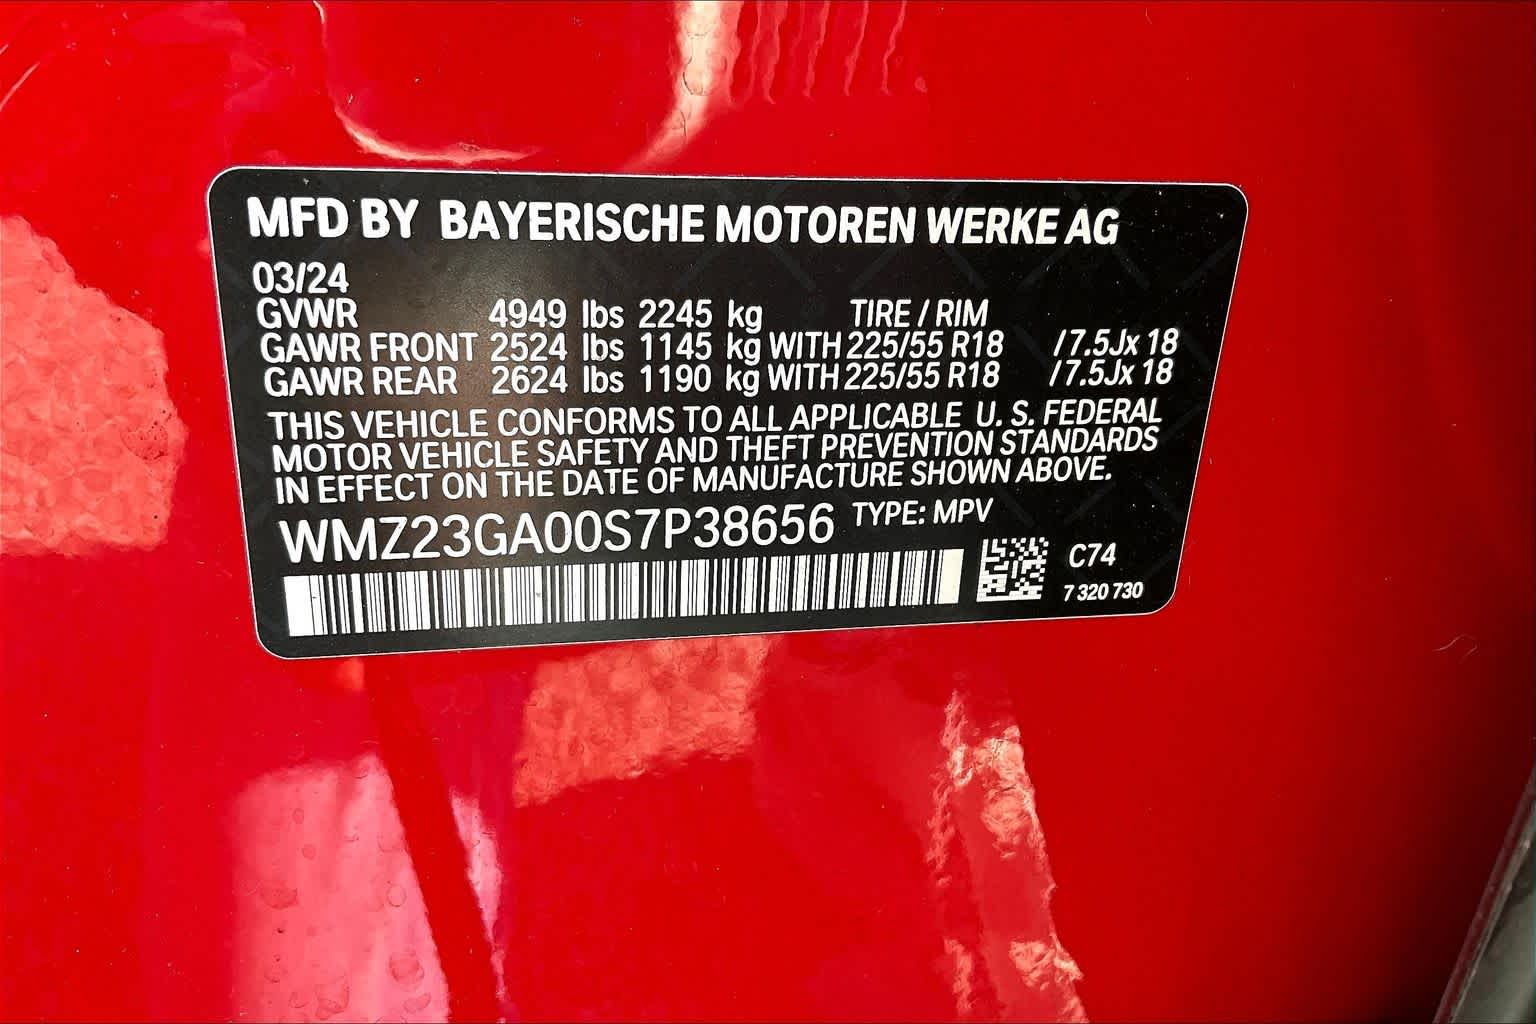 MFD BY BAYERISCHE MOTOREN WERKE AG
03/24
GVWR 4949 lbs 2245 kg TIRE / RIM
GAWR FRONT 2524 lbs 1145 kg WITH 225/55 R18 / 7.5Jx 18
GAWR REAR 2624 lbs 1190 kg WITH 225/55 R18 / 7.5Jx 18
THIS VEHICLE CONFORMS TO ALL APPLICABLE U. S. FEDERAL
MOTOR VEHICLE SAFETY AND THEFT PREVENTION STANDARDS
IN EFFECT ON THE DATE OF MANUFACTURE SHOWN ABOVE.
WMZ23GA00S7P38656 TYPE: MPV
C74
7 320 730